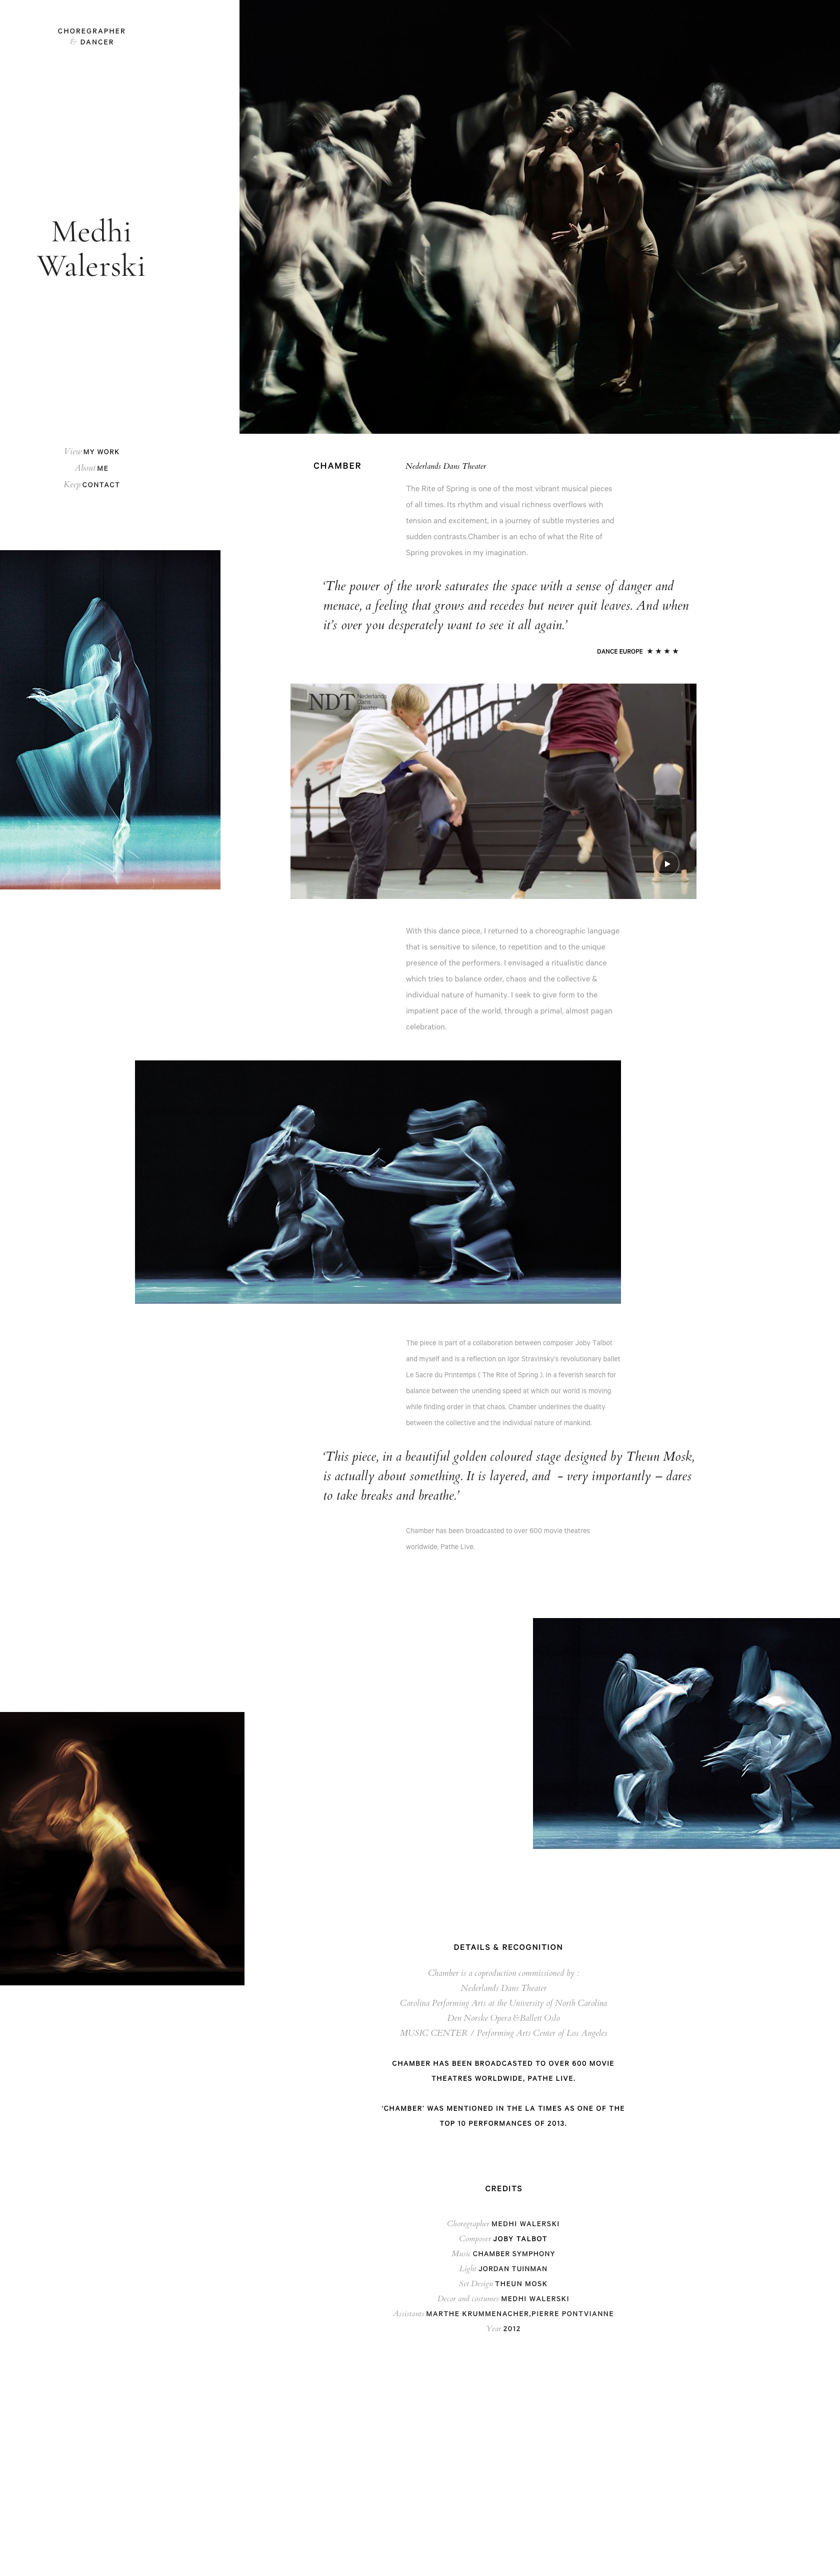 CHOREGRAPHER
& DANCER
Medhi
Walerski
View MY WORK
About ME
Keep CONTACT
CHAMBER
Nederlands Dans Theater
The Rite of Spring is one of the most vibrant musical pieces
of all times. Its rhythm and visual richness overflows with
tension and excitement, in a journey of subtle mysteries and
sudden contrasts.Chamber is an echo of what the Rite of
Spring provokes in my imagination.
‘The power of the work saturates the space with a sense of danger and
menace, a feeling that grows and recedes but never quit leaves. And when
it’s over you desperately want to see it all again.’
DANCE EUROPE ★ ★ ★ ★
NDT Nederlands
Dans
Theater
With this dance piece, I returned to a choreographic language
that is sensitive to silence, to repetition and to the unique
presence of the performers. I envisaged a ritualistic dance
which tries to balance order, chaos and the collective &
individual nature of humanity. I seek to give form to the
impatient pace of the world, through a primal, almost pagan
celebration.
The piece is part of a collaboration between composer Joby Talbot
and myself and is a reflection on Igor Stravinsky's revolutionary ballet
Le Sacre du Printemps ( The Rite of Spring ). In a feverish search for
balance between the unending speed at which our world is moving
while finding order in that chaos. Chamber underlines the duality
between the collective and the individual nature of mankind.
‘This piece, in a beautiful golden coloured stage designed by Theun Mosk,
is actually about something. It is layered, and - very importantly – dares
to take breaks and breathe.’
Chamber has been broadcasted to over 600 movie theatres
worldwide, Pathe Live.
DETAILS & RECOGNITION
Chamber is a coproduction commissioned by :
Nederlands Dans Theater
Carolina Performing Arts at the University of North Carolina
Den Norske Opera & Ballett Oslo
MUSIC CENTER / Performing Arts Center of Los Angeles
CHAMBER HAS BEEN BROADCASTED TO OVER 600 MOVIE
THEATRES WORLDWIDE, PATHE LIVE.
‘CHAMBER’ WAS MENTIONED IN THE LA TIMES AS ONE OF THE
TOP 10 PERFORMANCES OF 2013.
CREDITS
Choregrapher MEDHI WALERSKI
Composer JOBY TALBOT
Music CHAMBER SYMPHONY
Light JORDAN TUINMAN
Set Design THEUN MOSK
Decor and costumes MEDHI WALERSKI
Assistants MARTHE KRUMMENACHER,PIERRE PONTVIANNE
Year 2012